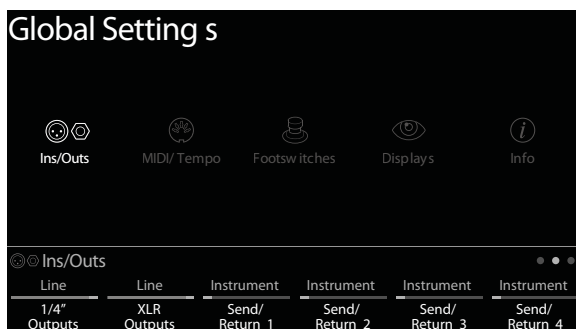 Global Setting s
Ins/Outs MIDI/ Tempo Footsw itches Displays Info
Ins/Outs
Line Line Instrument Instrument Instrument Instrument
1/4” XLR Send/ Send/ Send/ Send/
Outputs Outputs Return 1 Return 2 Return 3 Return 4